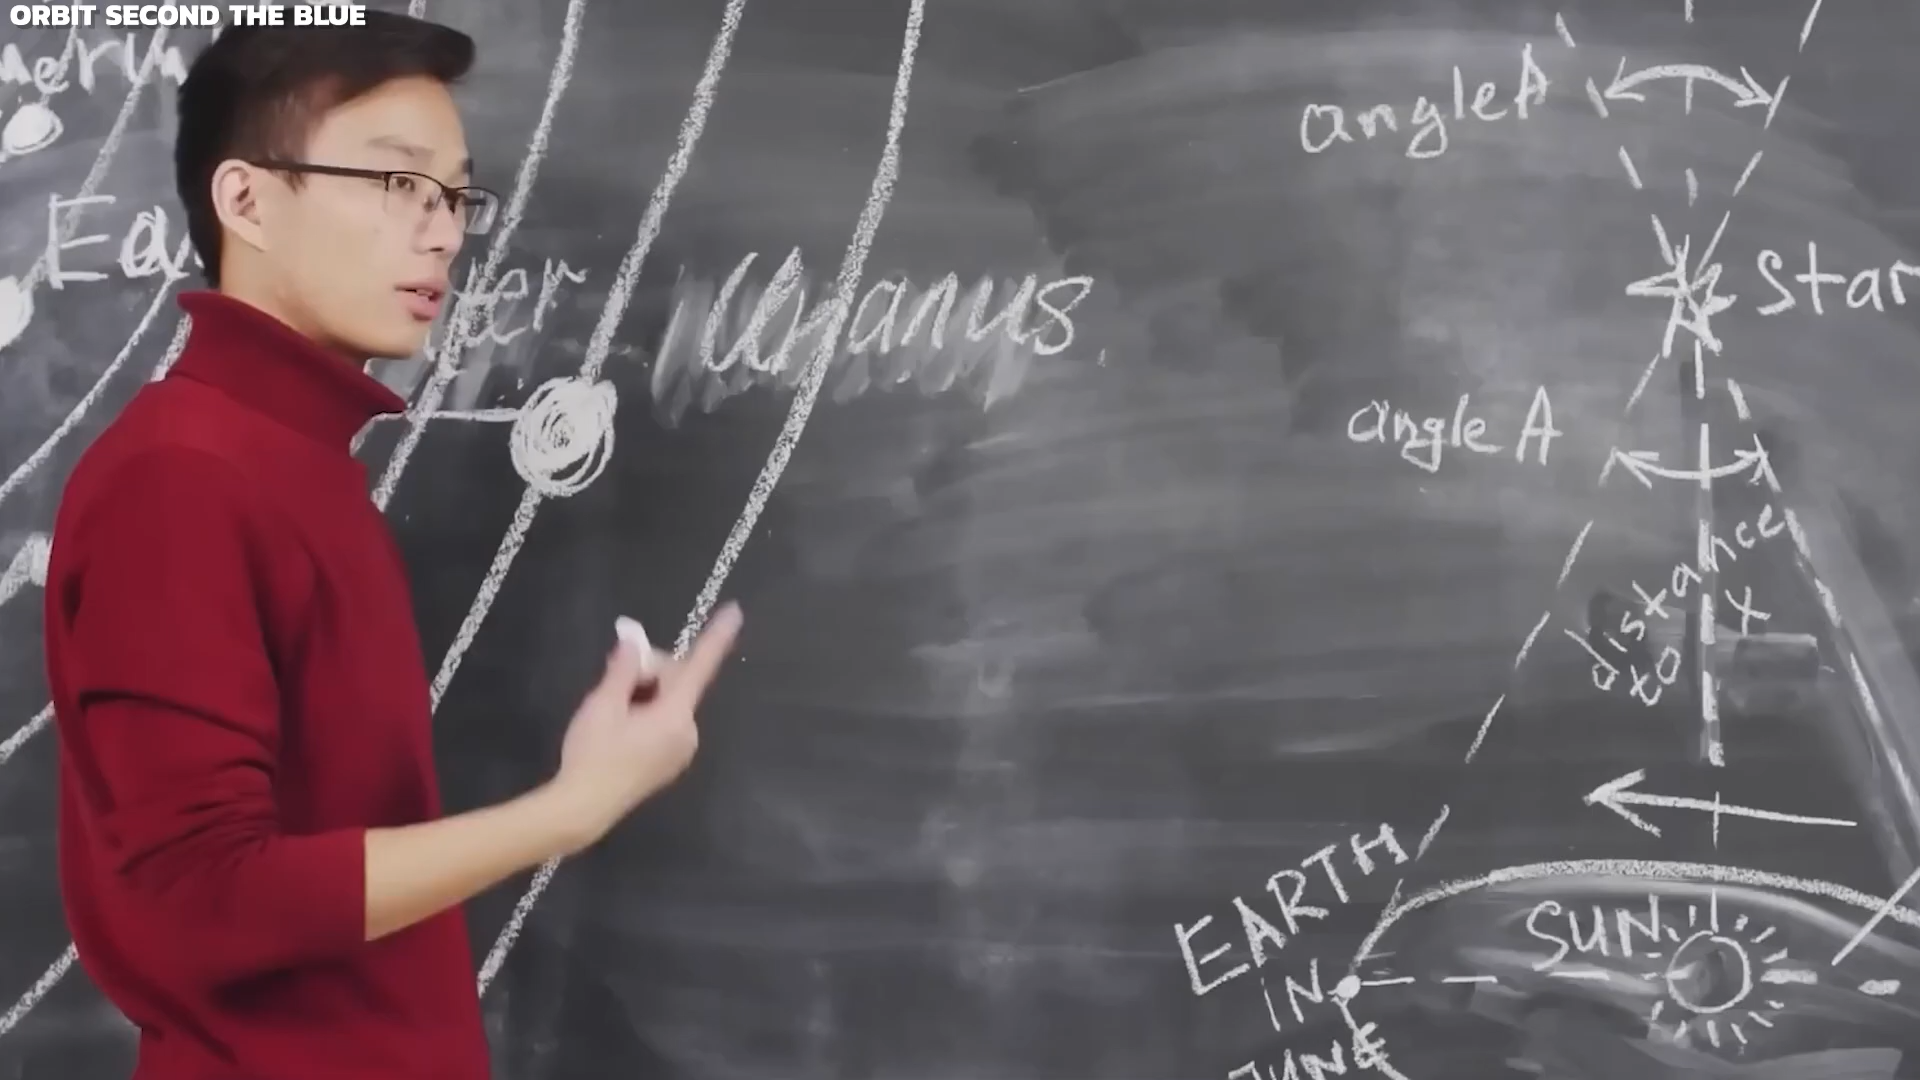 ORBIT SECOND THE BLUE
Uranus
angle A
Star
angle A
distance
to X
EARTH
IN
JUNE
SUN